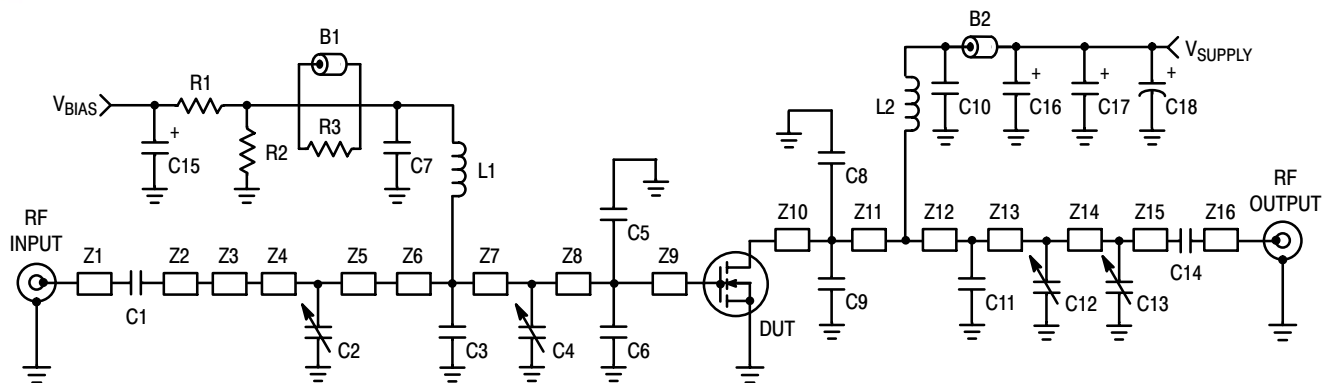 B2
VSUPPLY
B1
R1
L2
C10
C16
C17
C18
+
+
+
VBIAS
+
C15
R2
R3
C7
L1
C8
C5
RF
INPUT
RF
OUTPUT
Z10
Z11
Z12
Z13
Z14
Z15
Z16
Z1
Z2
Z3
Z4
Z5
Z6
Z7
Z8
Z9
C14
C1
C2
C3
C4
C6
DUT
C9
C11
C12
C13